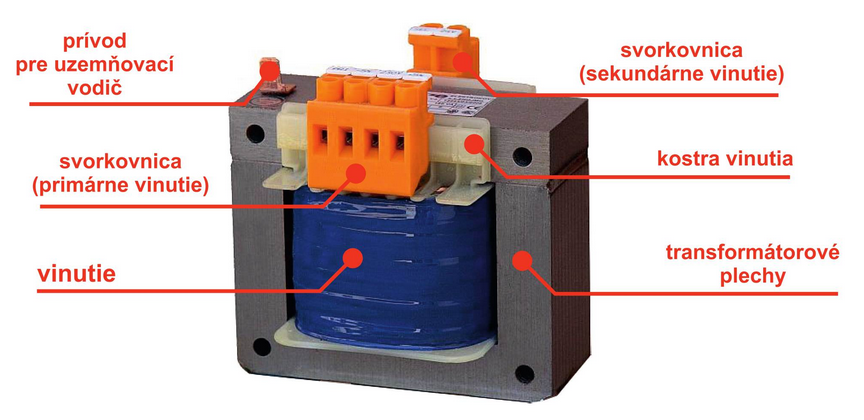 prívod
pre uzemňovací
vodič
svorkovnica
(primárne vinutie)
vinutie
svorkovnica
(sekundárne vinutie)
kostra vinutia
transformátorové
plechy